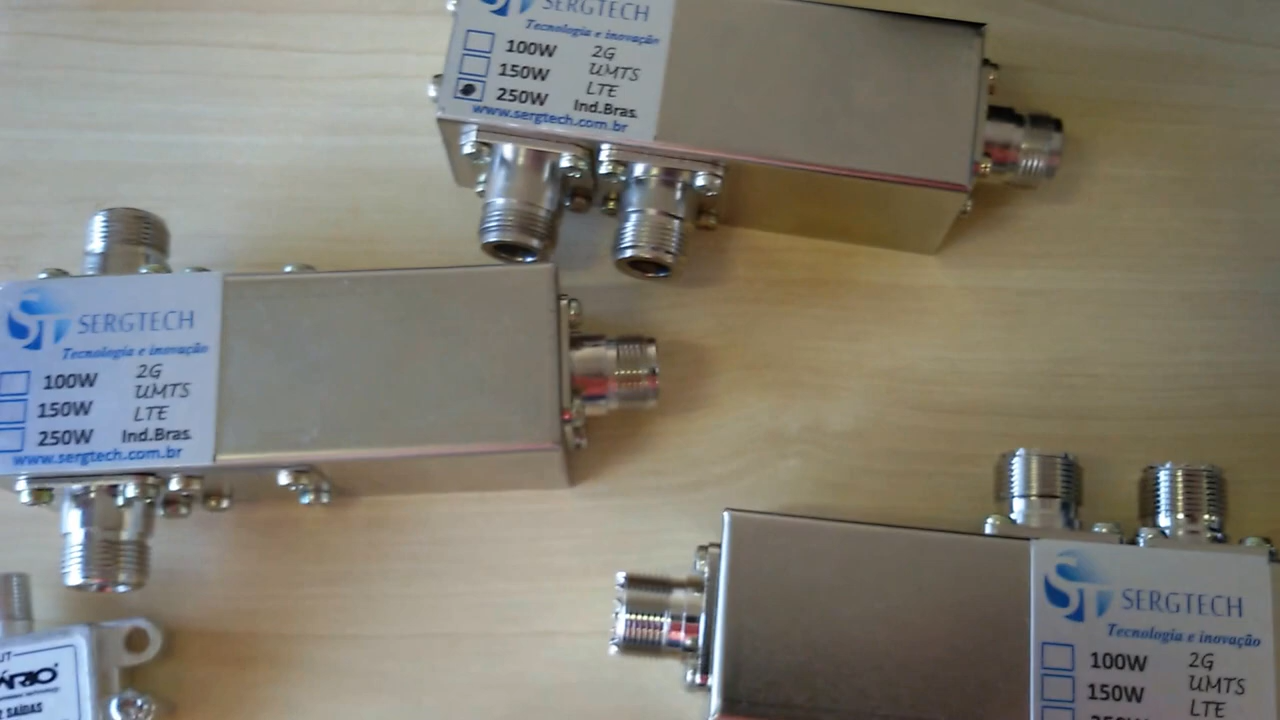 SERGTECH
Tecnologia e inovação
100W 2G
150W UMTS
250W LTE
Ind.Bras.
www.sergtech.com.br
ST SERGTECH
Tecnologia e inovação
100W 2G
150W UMTS
250W LTE
Ind.Bras.
www.sergtech.com.br
ST SERGTECH
Tecnologia e inovação
100W 2G
150W UMTS
LTE
SAÍDAS